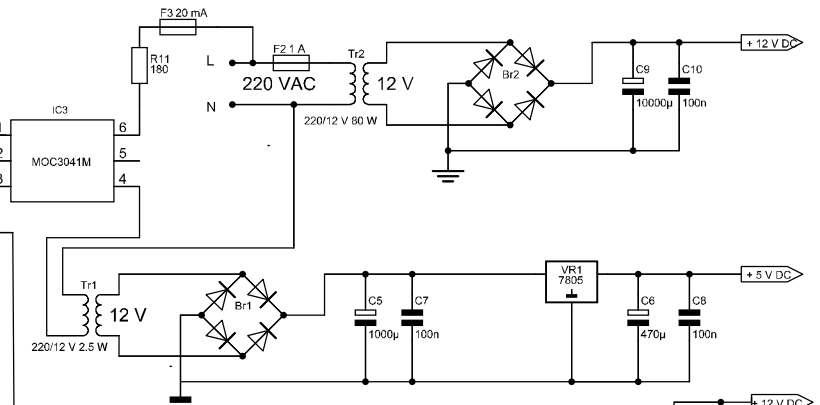 F3 20 mA
R11
180
L
F2 1 A
Tr2
220 VAC
12 V
Br2
+ 12 V DC
C9
10000µ
C10
100n
N
220/12 V 80 W
IC3
MOC3041M
6
5
4
2
3
Tr1
12 V
220/12 V 2.5 W
Br1
C5
1000µ
C7
100n
VR1
7805
+ 5 V DC
C6
470µ
C8
100n
+ 12 V DC